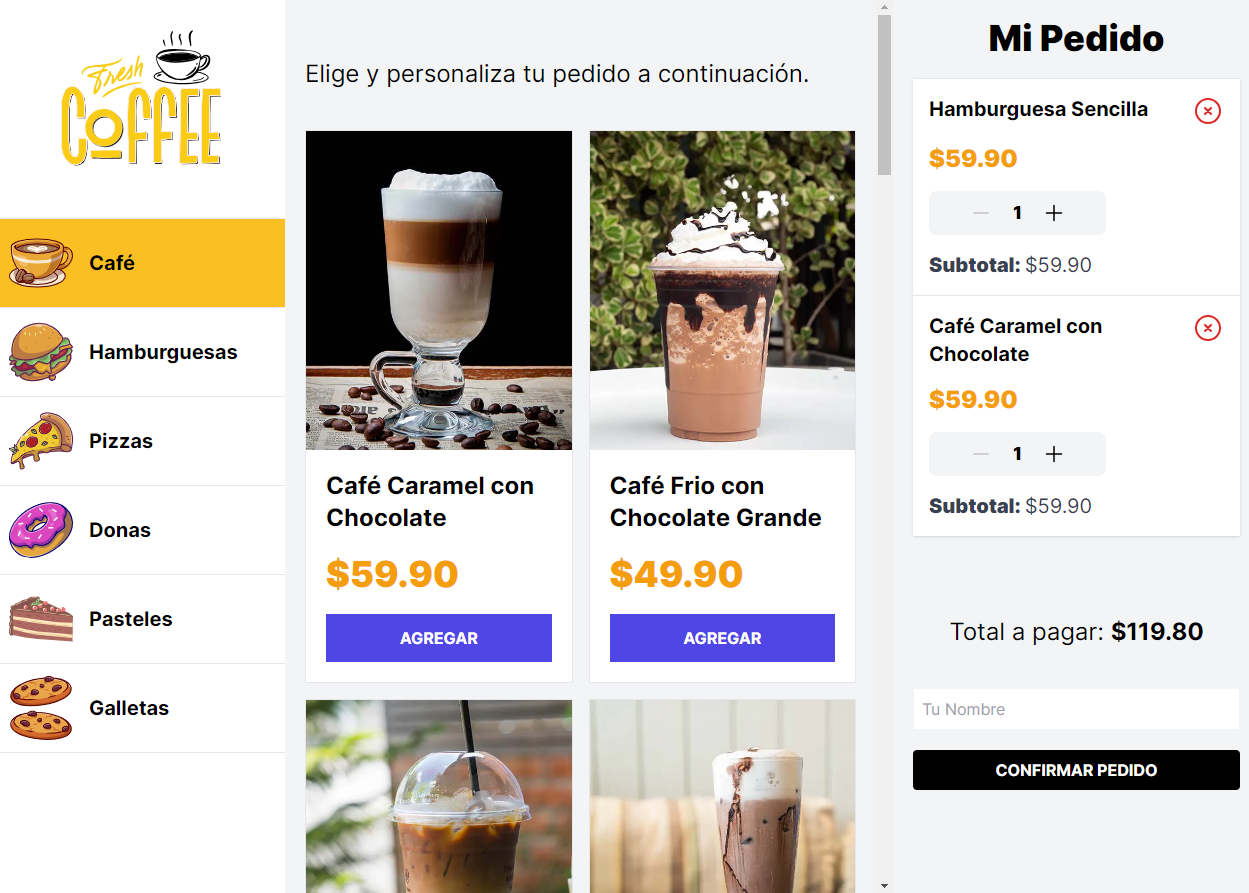 Fresh
COFFEE
Café
Hamburguesas
Pizzas
Donas
Pasteles
Galletas
Elige y personaliza tu pedido a continuación.
Café Caramel con
Chocolate
$59.90
AGREGAR
Café Frio con
Chocolate Grande
$49.90
AGREGAR
Mi Pedido
Hamburguesa Sencilla
$59.90
1
Subtotal: $59.90
Café Caramel con
Chocolate
$59.90
1
Subtotal: $59.90
Total a pagar: $119.80
Tu Nombre
CONFIRMAR PEDIDO